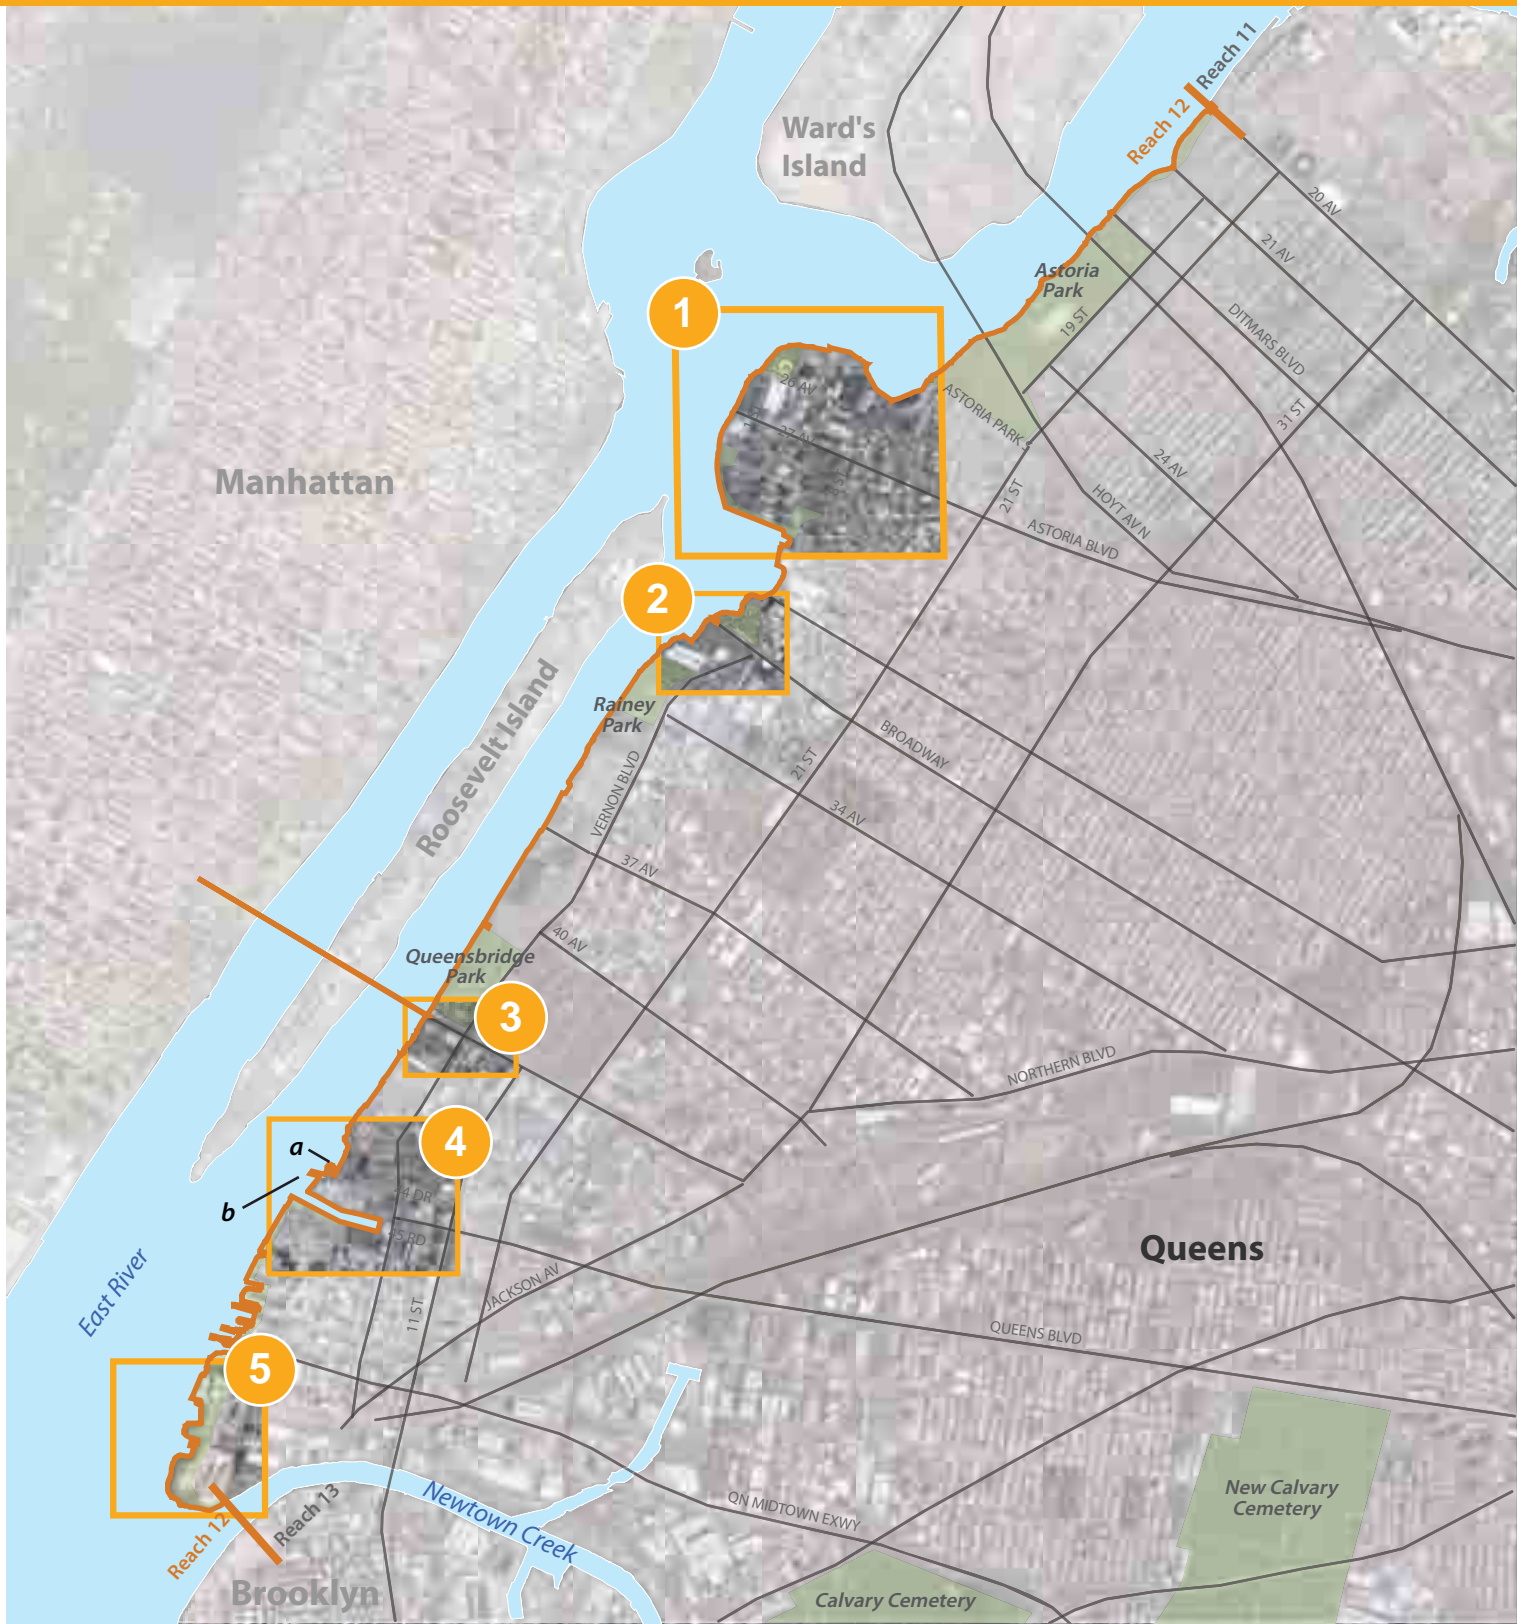 Reach 11
Reach 12
Ward's
Island
20 AV
21 AV
Astoria
Park
19 ST
DITMARS BLVD
1
26 AV
27 AV
ASTORIA PARK S
31 ST
24 AV
Manhattan
21 ST
HOYT AV N
ASTORIA BLVD
2
Roosevelt Island
Rainey
Park
BROADWAY
21 ST
VERNON BLVD
34 AV
37 AV
40 AV
Queensbridge
Park
3
NORTHERN BLVD
4
a
b
44 DR
45 RD
Queens
East River
JACKSON AV
11 ST
QUEENS BLVD
5
Newtown Creek
QN MIDTOWN EXWY
New Calvary
Cemetery
Reach 13
Reach 12
Brooklyn
Calvary Cemetery